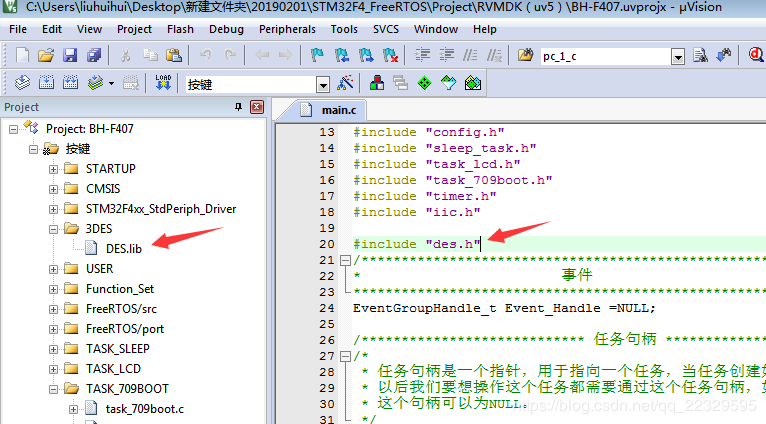 C:\Users\liuhuihui\Desktop\新建文件夹\20190201\STM32F4_FreeRTOS\Project\RVMDK（uv5）\BH-F407.uvprojx - µVision
File Edit View Project Flash Debug Peripherals Tools SVCS Window Help
pc_1_c
LOAD 按键
Project
main.c
Project: BH-F407
按键
STARTUP
CMSIS
STM32F4xx_StdPeriph_Driver
3DES
DES.lib
USER
Function_Set
FreeRTOS/src
FreeRTOS/port
TASK_SLEEP
TASK_LCD
TASK_709BOOT
task_709boot.c
13 #include "config.h"
14 #include "sleep_task.h"
15 #include "task_lcd.h"
16 #include "task_709boot.h"
17 #include "timer.h"
18 #include "iic.h"
19
20 #include "des.h"
21 /****************************************************
22 * 事件
23 *****************************************************
24 EventGroupHandle_t Event_Handle =NULL;
25
26 /**************************** 任务句柄 *************
27 /*
28 * 任务句柄是一个指针，用于指向一个任务，当任务创建好
29 * 以后我们要想操作这个任务都需要通过这个任务句柄，
30 * 这个句柄可以为NULL。
31 */
https://blog.csdn.net/qq_22329595